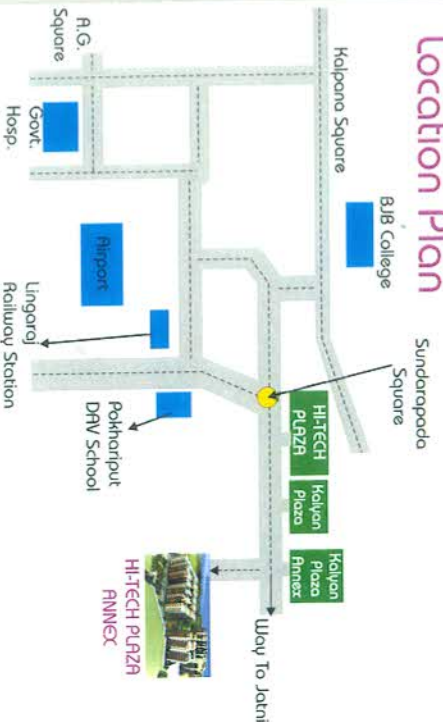 Location Plan
Kalpana Square
BJB College
Sundarapada
Square
A.G.
Square
Govt.
Hosp.
Airport
Lingaraj
Railway Station
Pokhariput
DAV School
HI-TECH
PLAZA
Kalyan
Plaza
Kalyan
Plaza
Annex
Way To Jatni
HI-TECH PLAZA
ANNEX